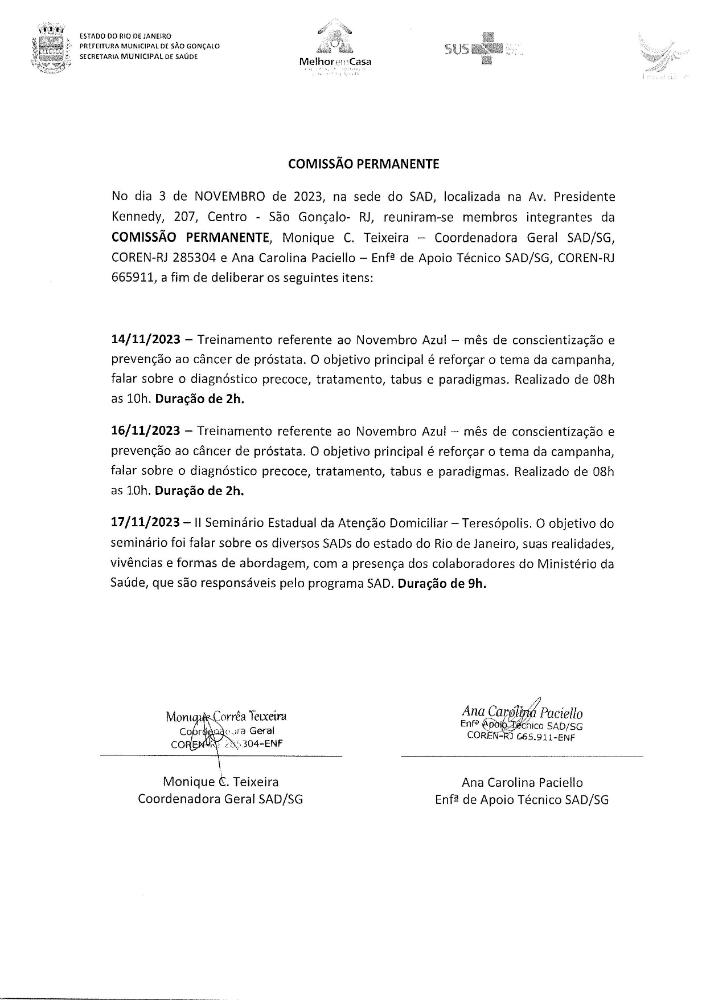 ESTADO DO RIO DE JANEIRO
PREFEITURA MUNICIPAL DE SÃO GONÇALO
SECRETARIA MUNICIPAL DE SAÚDE
Melhor em Casa
SUS
COMISSÃO PERMANENTE
No dia 3 de NOVEMBRO de 2023, na sede do SAD, localizada na Av. Presidente
Kennedy, 207, Centro - São Gonçalo- RJ, reuniram-se membros integrantes da
COMISSÃO PERMANENTE, Monique C. Teixeira – Coordenadora Geral SAD/SG,
COREN-RJ 285304 e Ana Carolina Paciello – Enfª de Apoio Técnico SAD/SG, COREN-RJ
665911, a fim de deliberar os seguintes itens:
14/11/2023 – Treinamento referente ao Novembro Azul – mês de conscientização e
prevenção ao câncer de próstata. O objetivo principal é reforçar o tema da campanha,
falar sobre o diagnóstico precoce, tratamento, tabus e paradigmas. Realizado de 08h
as 10h. Duração de 2h.
16/11/2023 – Treinamento referente ao Novembro Azul – mês de conscientização e
prevenção ao câncer de próstata. O objetivo principal é reforçar o tema da campanha,
falar sobre o diagnóstico precoce, tratamento, tabus e paradigmas. Realizado de 08h
as 10h. Duração de 2h.
17/11/2023 – II Seminário Estadual da Atenção Domiciliar – Teresópolis. O objetivo do
seminário foi falar sobre os diversos SADs do estado do Rio de Janeiro, suas realidades,
vivências e formas de abordagem, com a presença dos colaboradores do Ministério da
Saúde, que são responsáveis pelo programa SAD. Duração de 9h.
Monique Corrêa Teixeira
Coordenadora Geral
COREN-RJ 285304-ENF
Ana Carolina Paciello
Enfª Apoio Técnico SAD/SG
COREN-RJ 665.911-ENF
Monique C. Teixeira
Coordenadora Geral SAD/SG
Ana Carolina Paciello
Enfª de Apoio Técnico SAD/SG